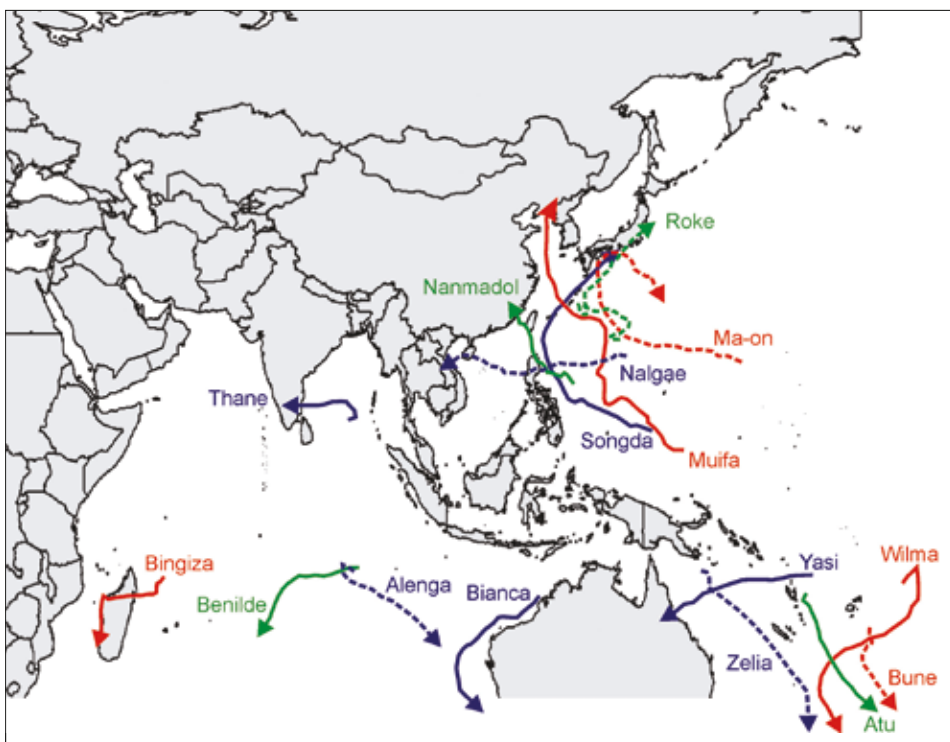 Roke
Nanmadol
Ma-on
Nalgae
Thane
Songda
Muifa
Bingiza
Yasi
Wilma
Alenga
Bianca
Benilde
Zelia
Bune
Atu